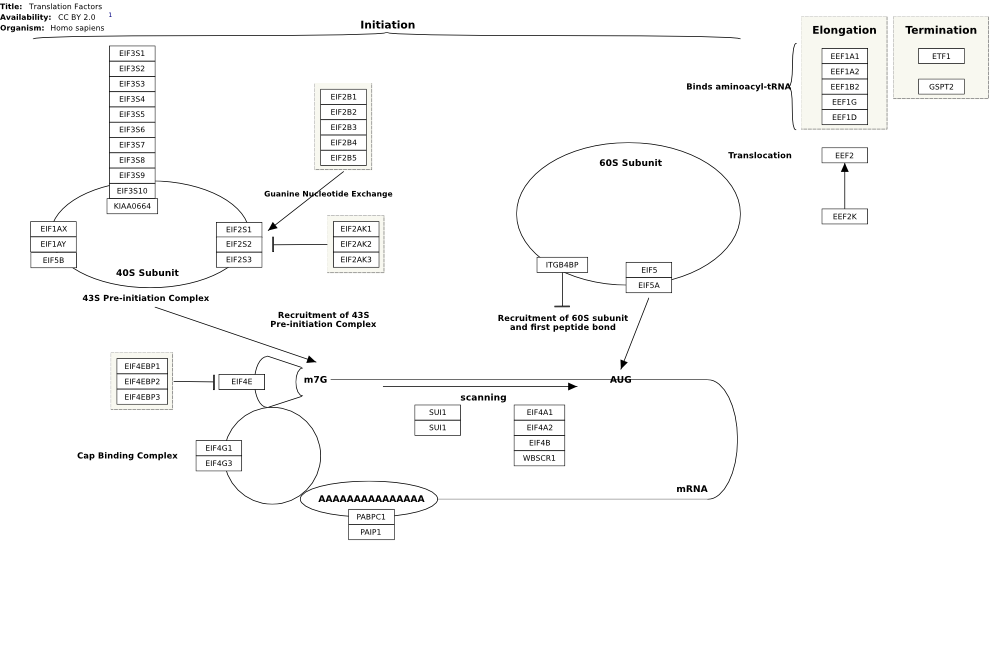 Title: Translation Factors
Availability: CC BY 2.0 1
Organism: Homo sapiens
Initiation
EIF3S1
EIF3S2
EIF3S3
EIF3S4
EIF3S5
EIF3S6
EIF3S7
EIF3S8
EIF3S9
EIF3S10
KIAA0664
EIF1AX
EIF1AY
EIF5B
EIF2S1
EIF2S2
EIF2S3
40S Subunit
43S Pre-initiation Complex
EIF2B1
EIF2B2
EIF2B3
EIF2B4
EIF2B5
Guanine Nucleotide Exchange
EIF2AK1
EIF2AK2
EIF2AK3
Recruitment of 43S
Pre-initiation Complex
60S Subunit
ITGB4BP
EIF5
EIF5A
Recruitment of 60S subunit
and first peptide bond
Elongation
Binds aminoacyl-tRNA
EEF1A1
EEF1A2
EEF1B2
EEF1G
EEF1D
Translocation
EEF2
EEF2K
Termination
ETF1
GSPT2
EIF4EBP1
EIF4EBP2
EIF4EBP3
EIF4E
m7G
AUG
scanning
SUI1
SUI1
EIF4A1
EIF4A2
EIF4B
WBSCR1
Cap Binding Complex
EIF4G1
EIF4G3
mRNA
AAAAAAAAAAAAAAA
PABPC1
PAIP1